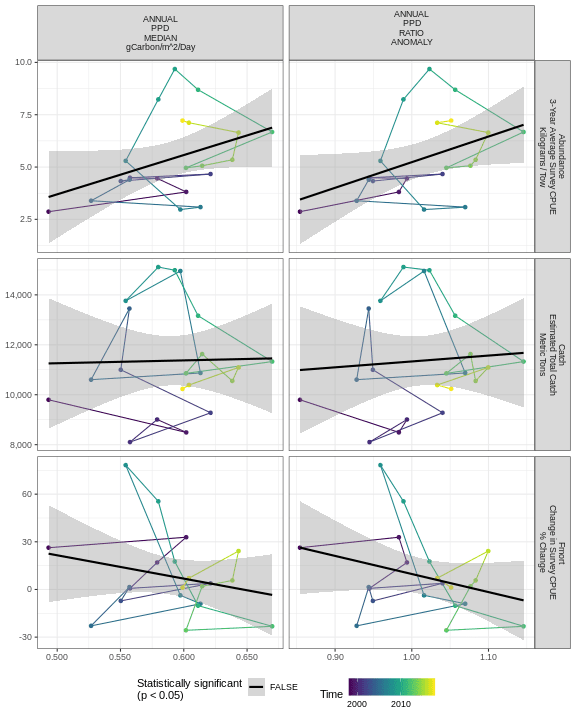 ANNUAL
PPD
MEDIAN
gCarbon/m^2/Day
ANNUAL
PPD
RATIO
ANOMALY
10.0
7.5
5.0
2.5
Abundance
3-Year Average Survey CPUE
Kilograms / Tow
14,000
12,000
10,000
8,000
Catch
Estimated Total Catch
Metric Tons
60
30
0
-30
Fmort
Change in Survey CPUE
% Change
0.500
0.550
0.600
0.650
0.90
1.00
1.10
Statistically significant
(p < 0.05)
FALSE
Time
2000
2010